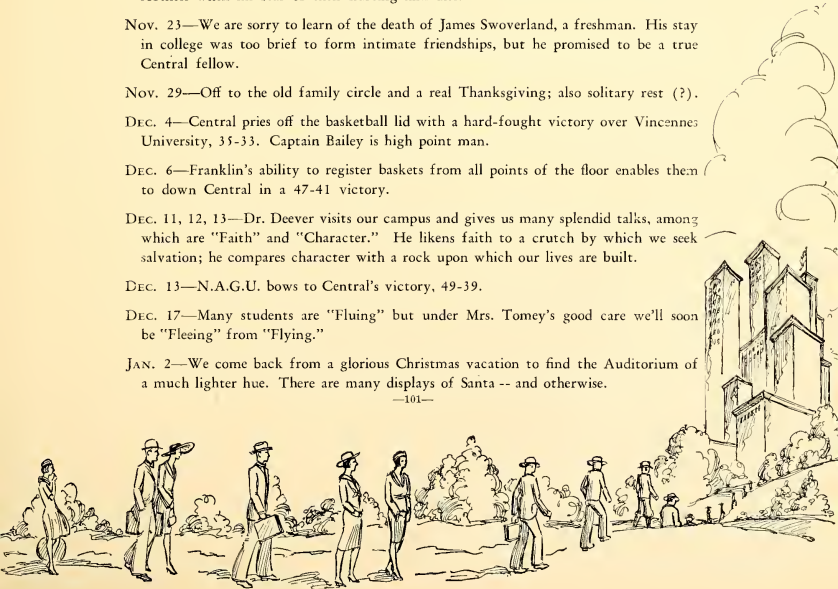 Nov. 23—We are sorry to learn of the death of James Swoverland, a freshman. His stay
in college was too brief to form intimate friendships, but he promised to be a true
Central fellow.
Nov. 29—Off to the old family circle and a real Thanksgiving; also solitary rest (?).
Dec. 4—Central pries off the basketball lid with a hard-fought victory over Vincennes
University, 35-33. Captain Bailey is high point man.
Dec. 6—Franklin's ability to register baskets from all points of the floor enables them
to down Central in a 47-41 victory.
Dec. 11, 12, 13—Dr. Deever visits our campus and gives us many splendid talks, among
which are "Faith" and "Character." He likens faith to a crutch by which we seek
salvation; he compares character with a rock upon which our lives are built.
Dec. 13—N.A.G.U. bows to Central's victory, 49-39.
Dec. 17—Many students are "Fluing" but under Mrs. Tomey's good care we'll soon
be "Fleeing" from "Flying."
Jan. 2—We come back from a glorious Christmas vacation to find the Auditorium of
a much lighter hue. There are many displays of Santa -- and otherwise.
—101—